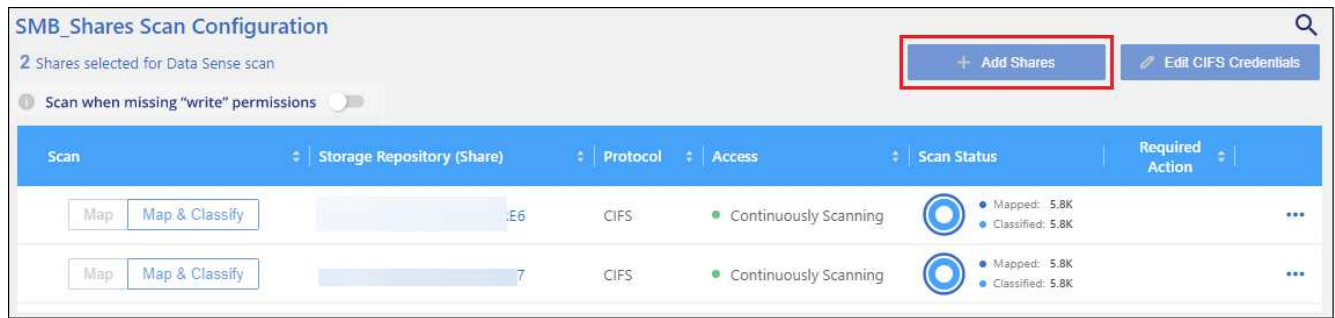 SMB_Shares Scan Configuration
2 Shares selected for Data Sense scan
+ Add Shares
Edit CIFS Credentials
Scan when missing "write" permissions
Scan
Storage Repository (Share)
Protocol
Access
Scan Status
Required
Action
Map
Map & Classify
E6
CIFS
Continuously Scanning
Mapped: 5.8K
Classified: 5.8K
Map
Map & Classify
7
CIFS
Continuously Scanning
Mapped: 5.8K
Classified: 5.8K